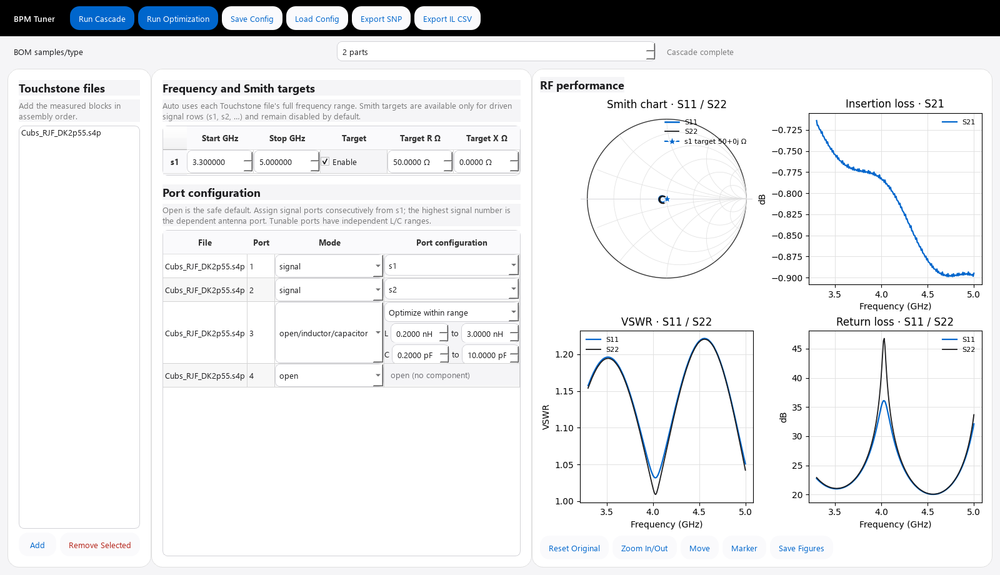 BPM Tuner
Run Cascade
Run Optimization
Save Config
Load Config
Export SNP
Export IL CSV
BOM samples/type
2 parts
Cascade complete
Touchstone files
Add the measured blocks in
assembly order.
Cubs_RJF_DK2p55.s4p
Add
Remove Selected
Frequency and Smith targets
Auto uses each Touchstone file's full frequency range. Smith targets are available only for driven
signal rows (s1, s2, ...) and remain disabled by default.
Start GHz Stop GHz Target Target R Ω Target X Ω
s1 3.300000 5.000000 Enable 50.0000 Ω 0.0000 Ω
Port configuration
Open is the safe default. Assign signal ports consecutively from s1; the highest signal number is
the dependent antenna port. Tunable ports have independent L/C ranges.
File Port Mode Port configuration
Cubs_RJF_DK2p55.s4p 1 signal s1
Cubs_RJF_DK2p55.s4p 2 signal s2
Cubs_RJF_DK2p55.s4p 3 open/inductor/capacitor
Optimize within range
L 0.2000 nH to 3.0000 nH
C 0.2000 pF to 10.0000 pF
Cubs_RJF_DK2p55.s4p 4 open open (no component)
RF performance
Smith chart · S11 / S22
S11
S22
s1 target 50+0j Ω
Insertion loss · S21
S21
−0.725
−0.750
−0.775
−0.800
−0.825
−0.850
−0.875
−0.900
dB
3.5 4.0 4.5 5.0
Frequency (GHz)
VSWR · S11 / S22
S11
S22
1.20
1.15
1.10
1.05
1.00
VSWR
3.5 4.0 4.5 5.0
Frequency (GHz)
Return loss · S11 / S22
S11
S22
45
40
35
30
25
20
dB
3.5 4.0 4.5 5.0
Frequency (GHz)
Reset Original
Zoom In/Out
Move
Marker
Save Figures